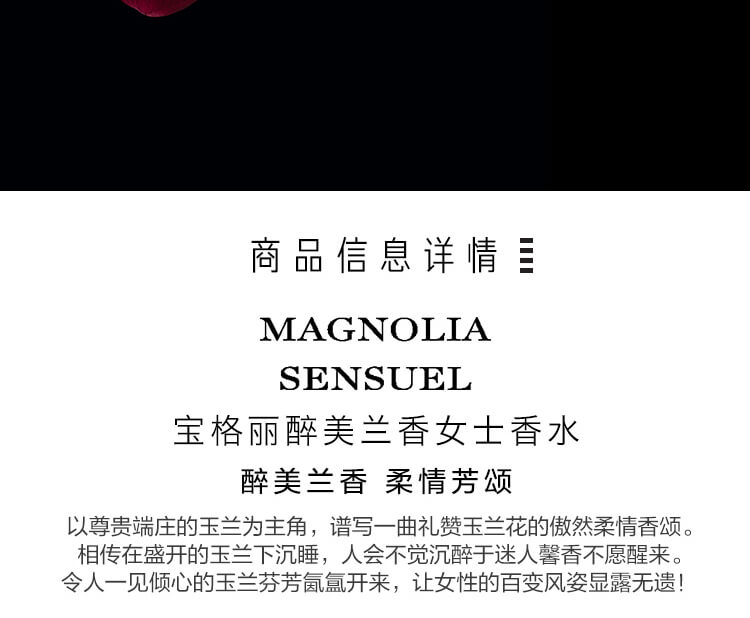 商品信息详情
MAGNOLIA
SENSUEL
宝格丽醉美兰香女士香水
醉美兰香 柔情芳颂
以尊贵端庄的玉兰为主角，谱写一曲礼赞玉兰花的傲然柔情香颂。
相传在盛开的玉兰下沉睡，人会不觉沉醉于迷人馨香不愿醒来。
令人一见倾心的玉兰芬芳氤氲开来，让女性的百变风姿显露无遗！